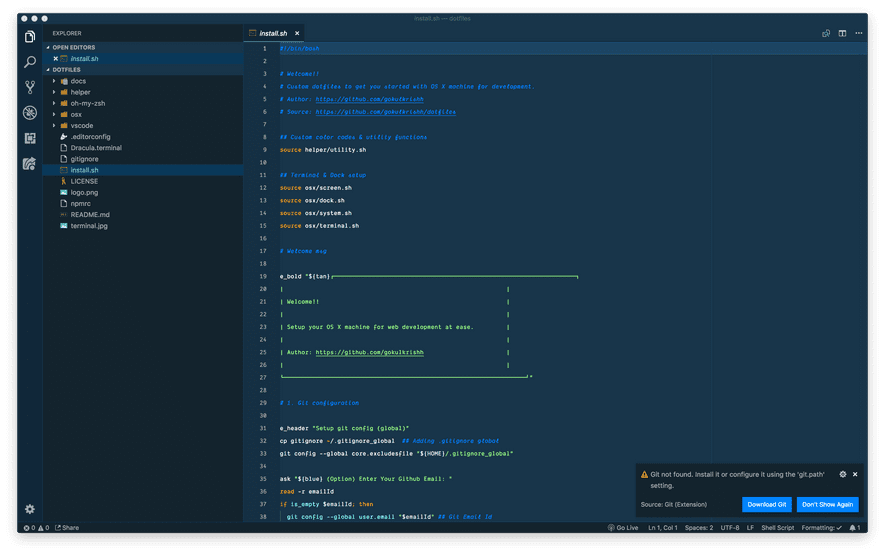 install.sh — dotfiles
EXPLORER
OPEN EDITORS
install.sh
DOTFILES
docs
helper
oh-my-zsh
osx
vscode
.editorconfig
Dracula.terminal
gitignore
install.sh
LICENSE
logo.png
npmrc
README.md
terminal.jpg
install.sh
1 #!/bin/bash
2
3 # Welcome!!
4 # Custom dotfiles to get you started with OS X machine for development.
5 # Author: https://github.com/gokulkrishh
6 # Source: https://github.com/gokulkrishh/dotfiles
7
8 ## Custom color codes & utility functions
9 source helper/utility.sh
10
11 ## Terminal & Dock setup
12 source osx/screen.sh
13 source osx/dock.sh
14 source osx/system.sh
15 source osx/terminal.sh
16
17 # Welcome msg
18
19 e_bold "${tan}
20 | |
21 | Welcome!! |
22 | |
23 | Setup your OS X machine for web development at ease. |
24 | |
25 | Author: https://github.com/gokulkrishh |
26 | |
27 "
28
29 # 1. Git configuration
30
31 e_header "Setup git config (global)"
32 cp gitignore ~/.gitignore_global ## Adding .gitignore global
33 git config --global core.excludesfile "${HOME}/.gitignore_global"
34
35 ask "${blue} (Option) Enter Your Github Email: "
36 read -r emailId
37 if is_empty $emailId; then
38 git config --global user.email "$emailId" ## Git Email Id
Git not found. Install it or configure it using the 'git.path'
setting.
Source: Git (Extension)
Download Git
Don't Show Again
0 0 Share
Go Live
Ln 1, Col 1
Spaces: 2
UTF-8
LF
Shell Script
Formatting: ✓
1